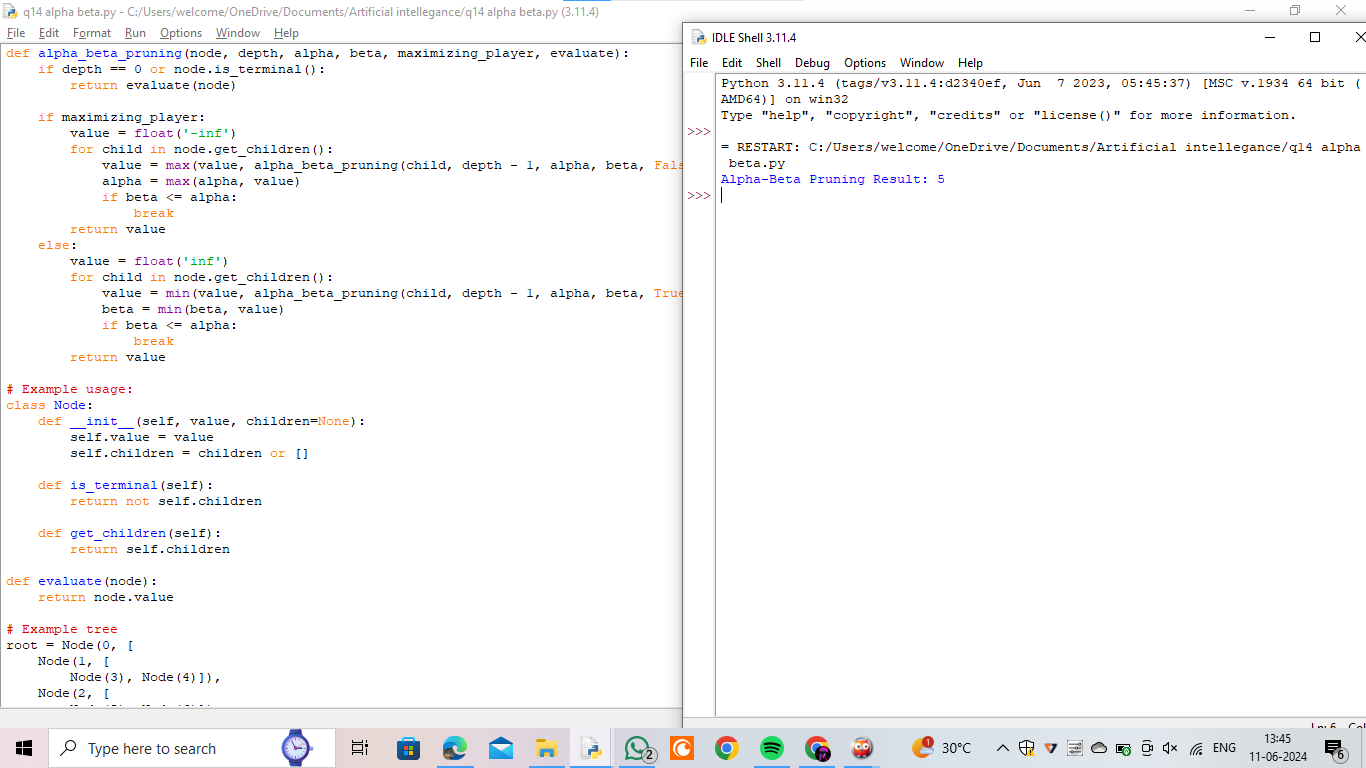 q14 alpha beta.py - C:/Users/welcome/OneDrive/Documents/Artificial intellegance/q14 alpha beta.py (3.11.4)
File Edit Format Run Options Window Help
def alpha_beta_pruning(node, depth, alpha, beta, maximizing_player, evaluate):
    if depth == 0 or node.is_terminal():
        return evaluate(node)

    if maximizing_player:
        value = float('-inf')
        for child in node.get_children():
            value = max(value, alpha_beta_pruning(child, depth - 1, alpha, beta, Fals
            alpha = max(alpha, value)
            if beta <= alpha:
                break
        return value
    else:
        value = float('inf')
        for child in node.get_children():
            value = min(value, alpha_beta_pruning(child, depth - 1, alpha, beta, True
            beta = min(beta, value)
            if beta <= alpha:
                break
        return value

# Example usage:
class Node:
    def __init__(self, value, children=None):
        self.value = value
        self.children = children or []

    def is_terminal(self):
        return not self.children

    def get_children(self):
        return self.children

def evaluate(node):
    return node.value

# Example tree
root = Node(0, [
    Node(1, [
        Node(3), Node(4)]),
    Node(2, [
IDLE Shell 3.11.4
File Edit Shell Debug Options Window Help
Python 3.11.4 (tags/v3.11.4:d2340ef, Jun  7 2023, 05:45:37) [MSC v.1934 64 bit (
AMD64)] on win32
Type "help", "copyright", "credits" or "license()" for more information.
>>>
= RESTART: C:/Users/welcome/OneDrive/Documents/Artificial intellegance/q14 alpha
 beta.py
Alpha-Beta Pruning Result: 5
>>>
Type here to search
2
1
30°C
ENG
13:45
11-06-2024
6